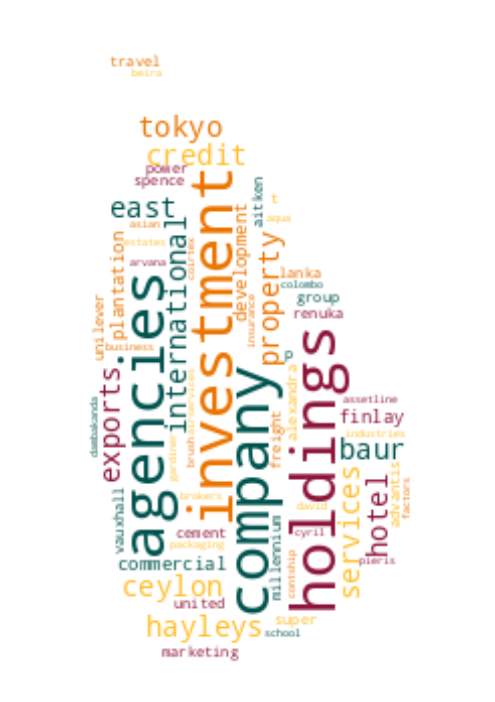 travel
beira
tokyo
credit
power
spence
east
investment
aitken
r
aqua
asian
estates
international
development
plantation
coirtex
property
arvana
lanka
colombo
agencies
group
unilever
insurance
renuka
holdings
business
p
company
exports
airservices
alexandra
assetline
dambakanda
finlay
brush
freight
industries
baur
gardiner
services
advantis
hotel
factors
brokers
vauxhall
david
millennium
cement
cyril
packaging
commercial
contship
pieris
ceylon
united
hayleys
super
school
marketing